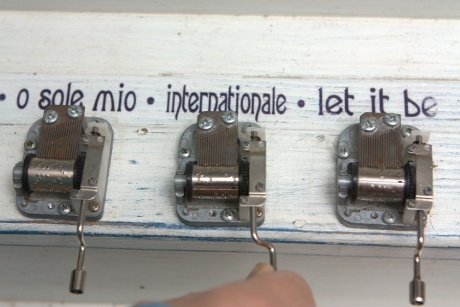 • o sole mio • internationale • let it be